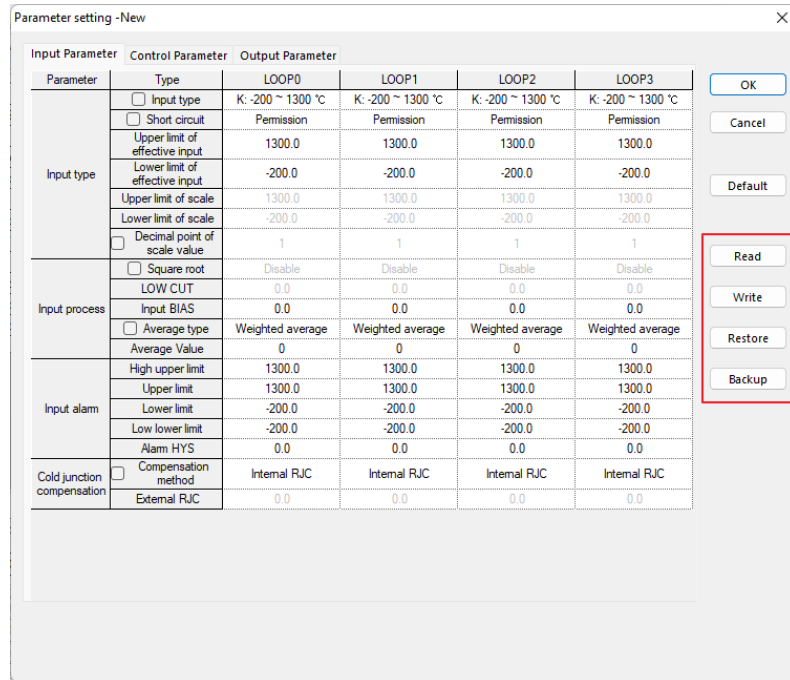 Parameter setting -New
Input Parameter Control Parameter Output Parameter
Parameter Type LOOP0 LOOP1 LOOP2 LOOP3
Input type
Input type K: -200 ~ 1300 ℃ K: -200 ~ 1300 ℃ K: -200 ~ 1300 ℃ K: -200 ~ 1300 ℃
Short circuit Permission Permission Permission Permission
Upper limit of
effective input 1300.0 1300.0 1300.0 1300.0
Lower limit of
effective input -200.0 -200.0 -200.0 -200.0
Upper limit of scale 1300.0 1300.0 1300.0 1300.0
Lower limit of scale -200.0 -200.0 -200.0 -200.0
Decimal point of
scale value 1 1 1 1
Input process
Square root Disable Disable Disable Disable
LOW CUT 0.0 0.0 0.0 0.0
Input BIAS 0.0 0.0 0.0 0.0
Average type Weighted average Weighted average Weighted average Weighted average
Average Value 0 0 0 0
Input alarm
High upper limit 1300.0 1300.0 1300.0 1300.0
Upper limit 1300.0 1300.0 1300.0 1300.0
Lower limit -200.0 -200.0 -200.0 -200.0
Low lower limit -200.0 -200.0 -200.0 -200.0
Alarm HYS 0.0 0.0 0.0 0.0
Cold junction
compensation
Compensation
method Internal RJC Internal RJC Internal RJC Internal RJC
External RJC 0.0 0.0 0.0 0.0
OK
Cancel
Default
Read
Write
Restore
Backup